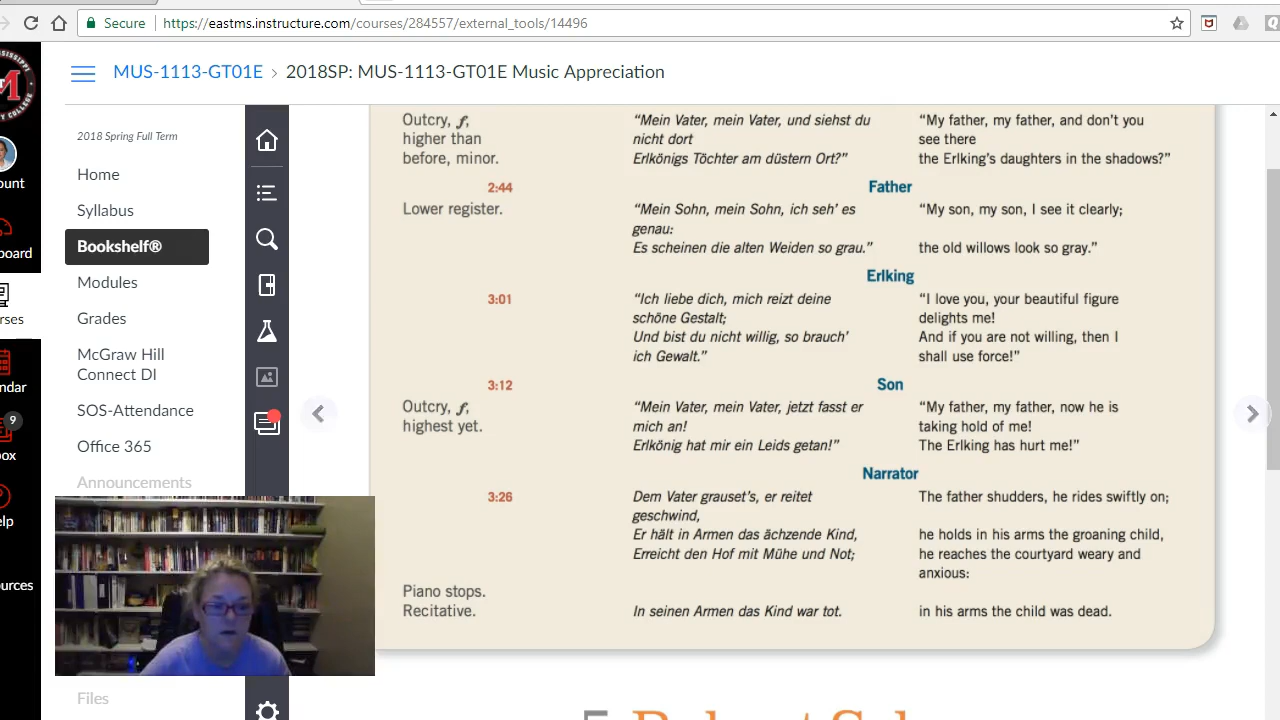 Secure
https://eastms.instructure.com/courses/284557/external_tools/14496
MUS-1113-GT01E › 2018SP: MUS-1113-GT01E Music Appreciation
2018 Spring Full Term
Home
Syllabus
Bookshelf®
Modules
Grades
McGraw Hill
Connect DI
SOS-Attendance
Office 365
Announcements
Files
9
Outcry, f,
higher than
before, minor.
“Mein Vater, mein Vater, und siehst du
nicht dort
Erlkönigs Töchter am düstern Ort?”
“My father, my father, and don’t you
see there
the Erlking’s daughters in the shadows?”
2:44
Father
Lower register.
“Mein Sohn, mein Sohn, ich seh’ es
genau:
Es scheinen die alten Weiden so grau.”
“My son, my son, I see it clearly;
the old willows look so gray.”
Erlking
3:01
“Ich liebe dich, mich reizt deine
schöne Gestalt;
Und bist du nicht willig, so brauch’
ich Gewalt.”
“I love you, your beautiful figure
delights me!
And if you are not willing, then I
shall use force!”
3:12
Son
Outcry, f,
highest yet.
“Mein Vater, mein Vater, jetzt fasst er
mich an!
Erlkönig hat mir ein Leids getan!”
“My father, my father, now he is
taking hold of me!
The Erlking has hurt me!”
Narrator
3:26
Dem Vater grauset’s, er reitet
geschwind,
Er hält in Armen das ächzende Kind,
Erreicht den Hof mit Mühe und Not;
The father shudders, he rides swiftly on;
he holds in his arms the groaning child,
he reaches the courtyard weary and
anxious:
Piano stops.
Recitative.
In seinen Armen das Kind war tot.
in his arms the child was dead.